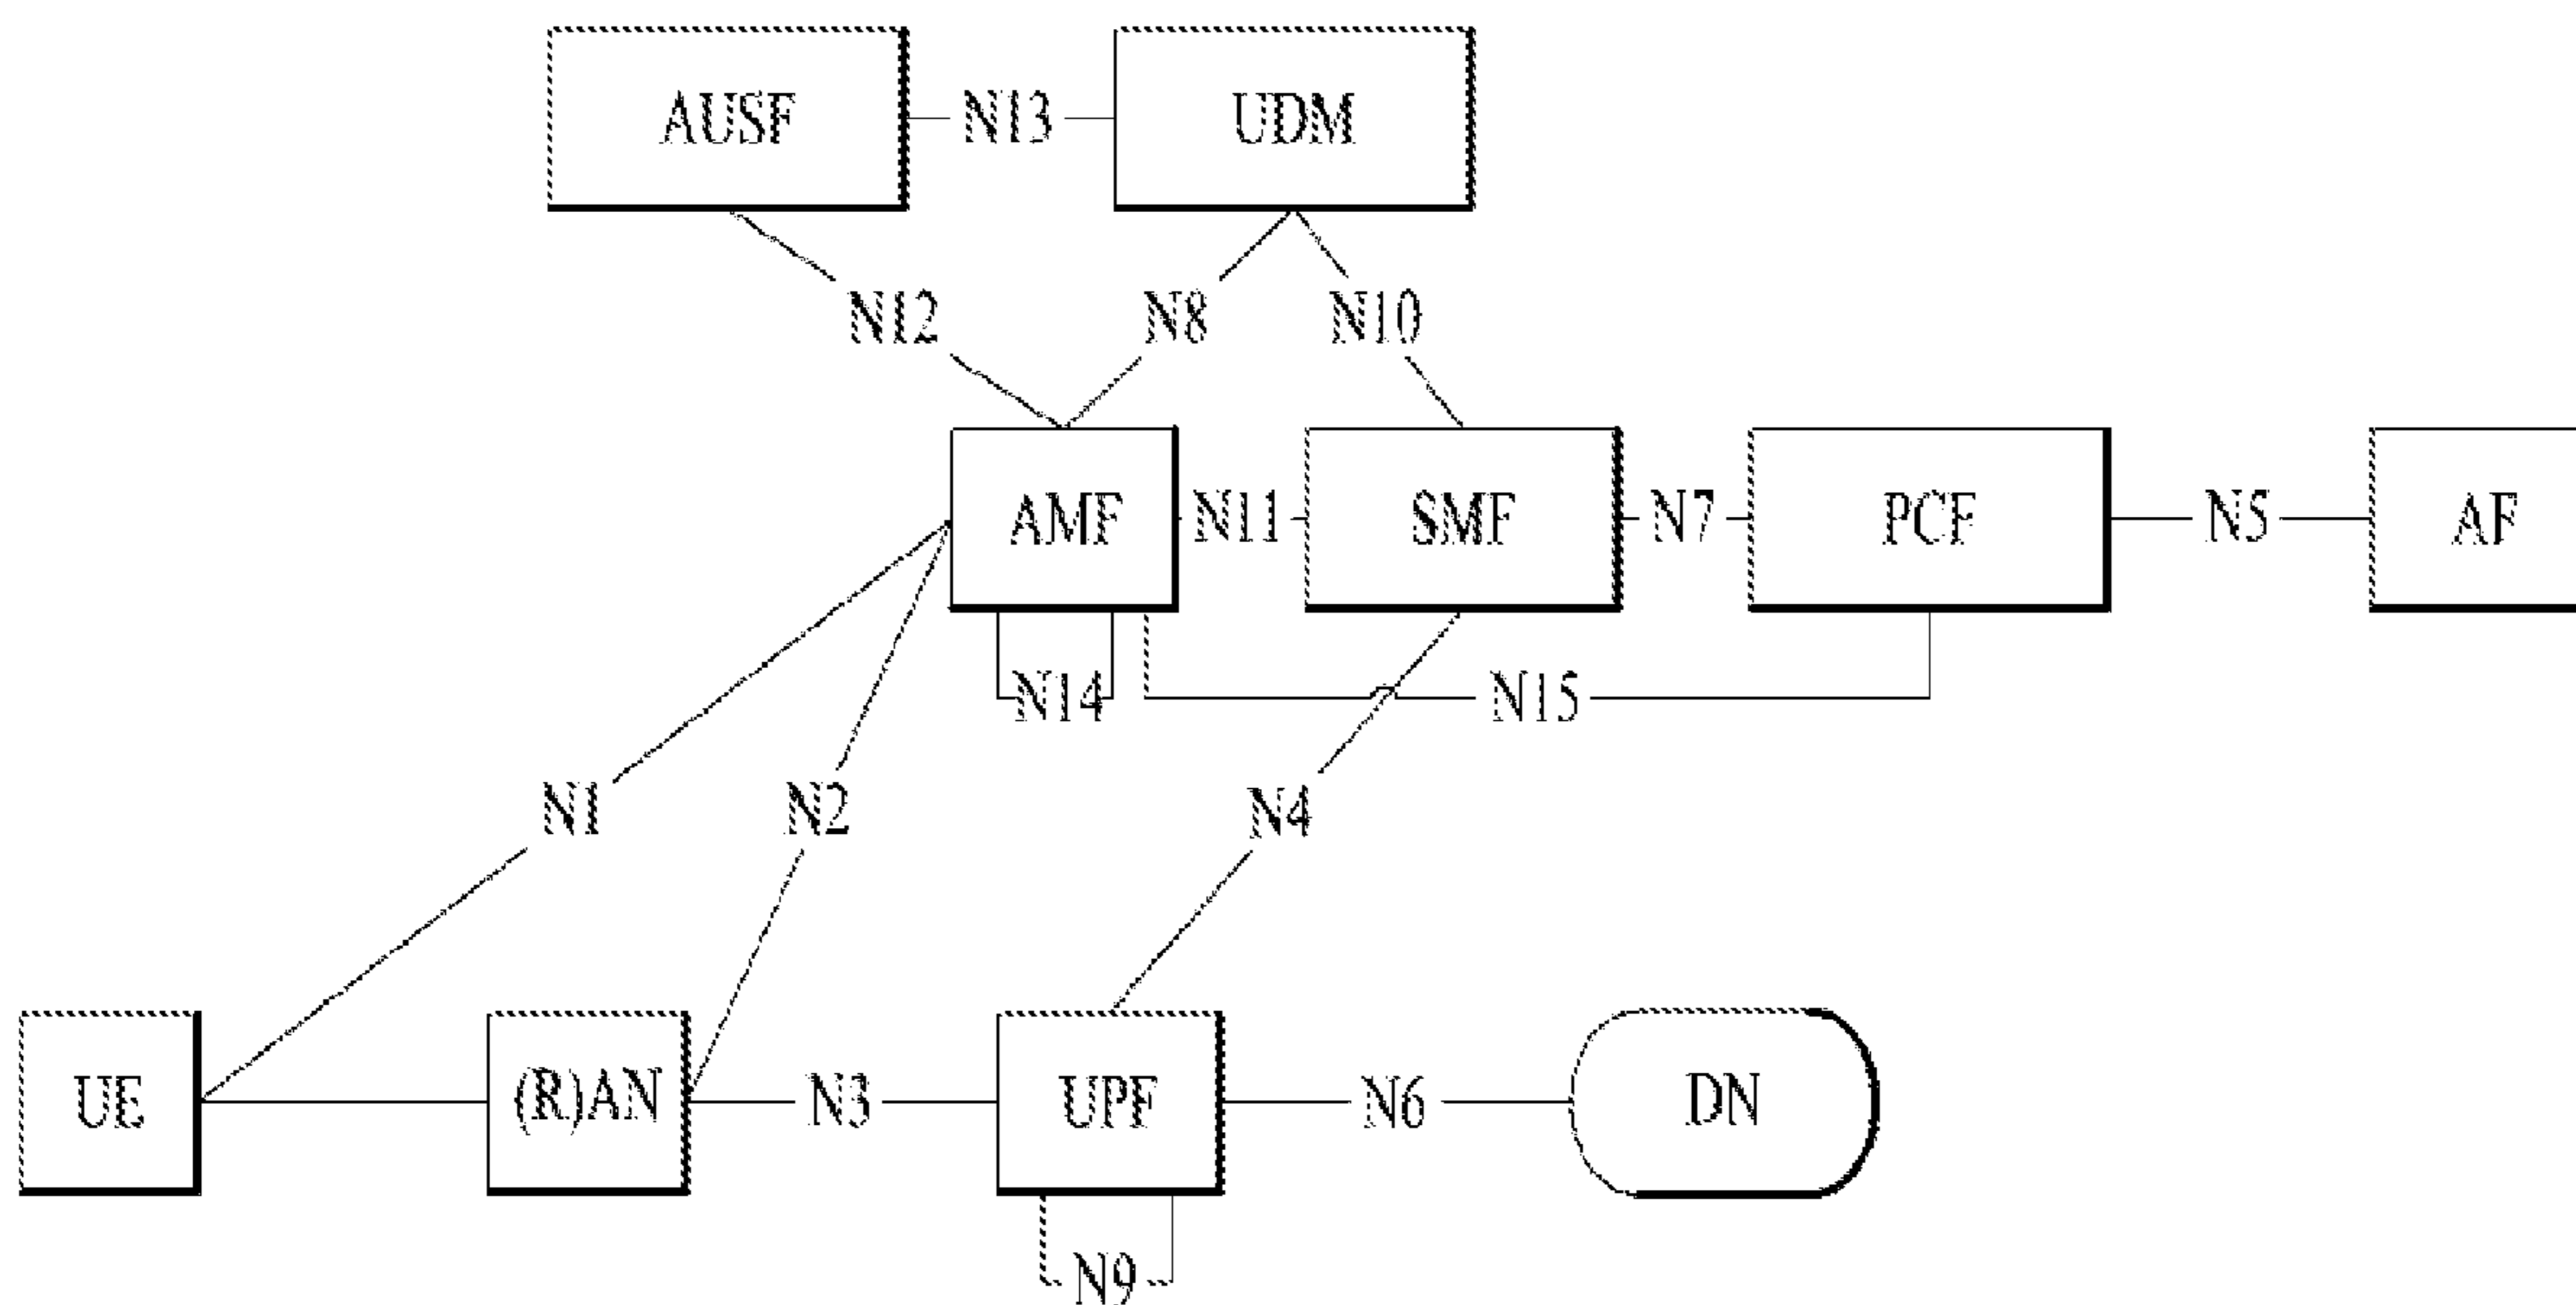 AUSF N13 UDM
N12 N8 N10
AMF N11 SMF N7 PCF N5 AF
N14 N15
N1 N2 N4
UE (R)AN N3 UPF N6 DN
N9